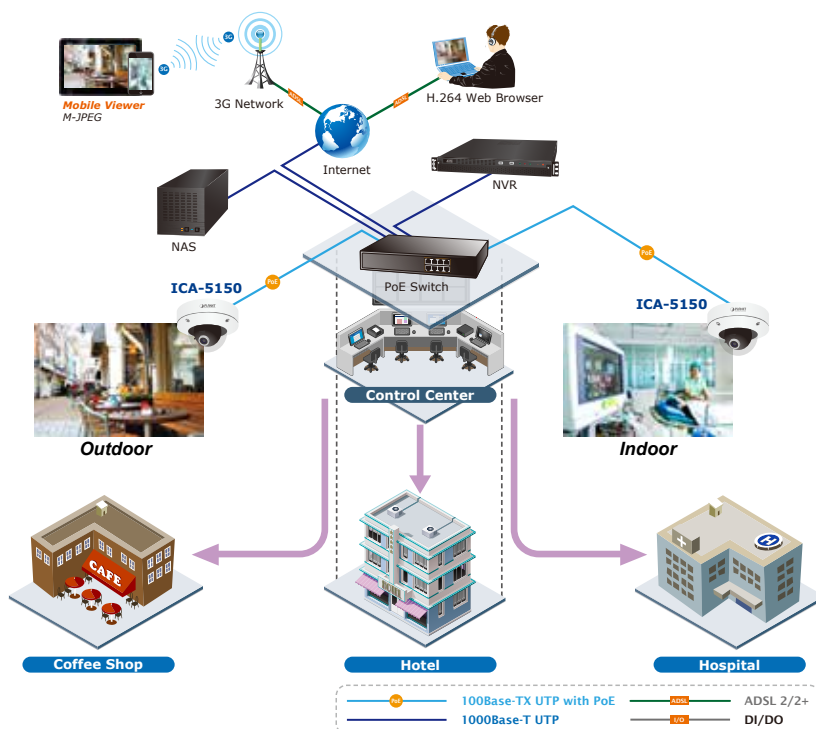 3G
3G
ADSL
ADSL
Mobile Viewer
M-JPEG
3G Network
H.264 Web Browser
Internet
NVR
NAS
PoE Switch
PoE
PoE
ICA-5150
ICA-5150
Control Center
Outdoor
Indoor
CAFE
H
Coffee Shop
Hotel
Hospital
PoE 100Base-TX UTP with PoE
ADSL ADSL 2/2+
1000Base-T UTP
I/O DI/DO